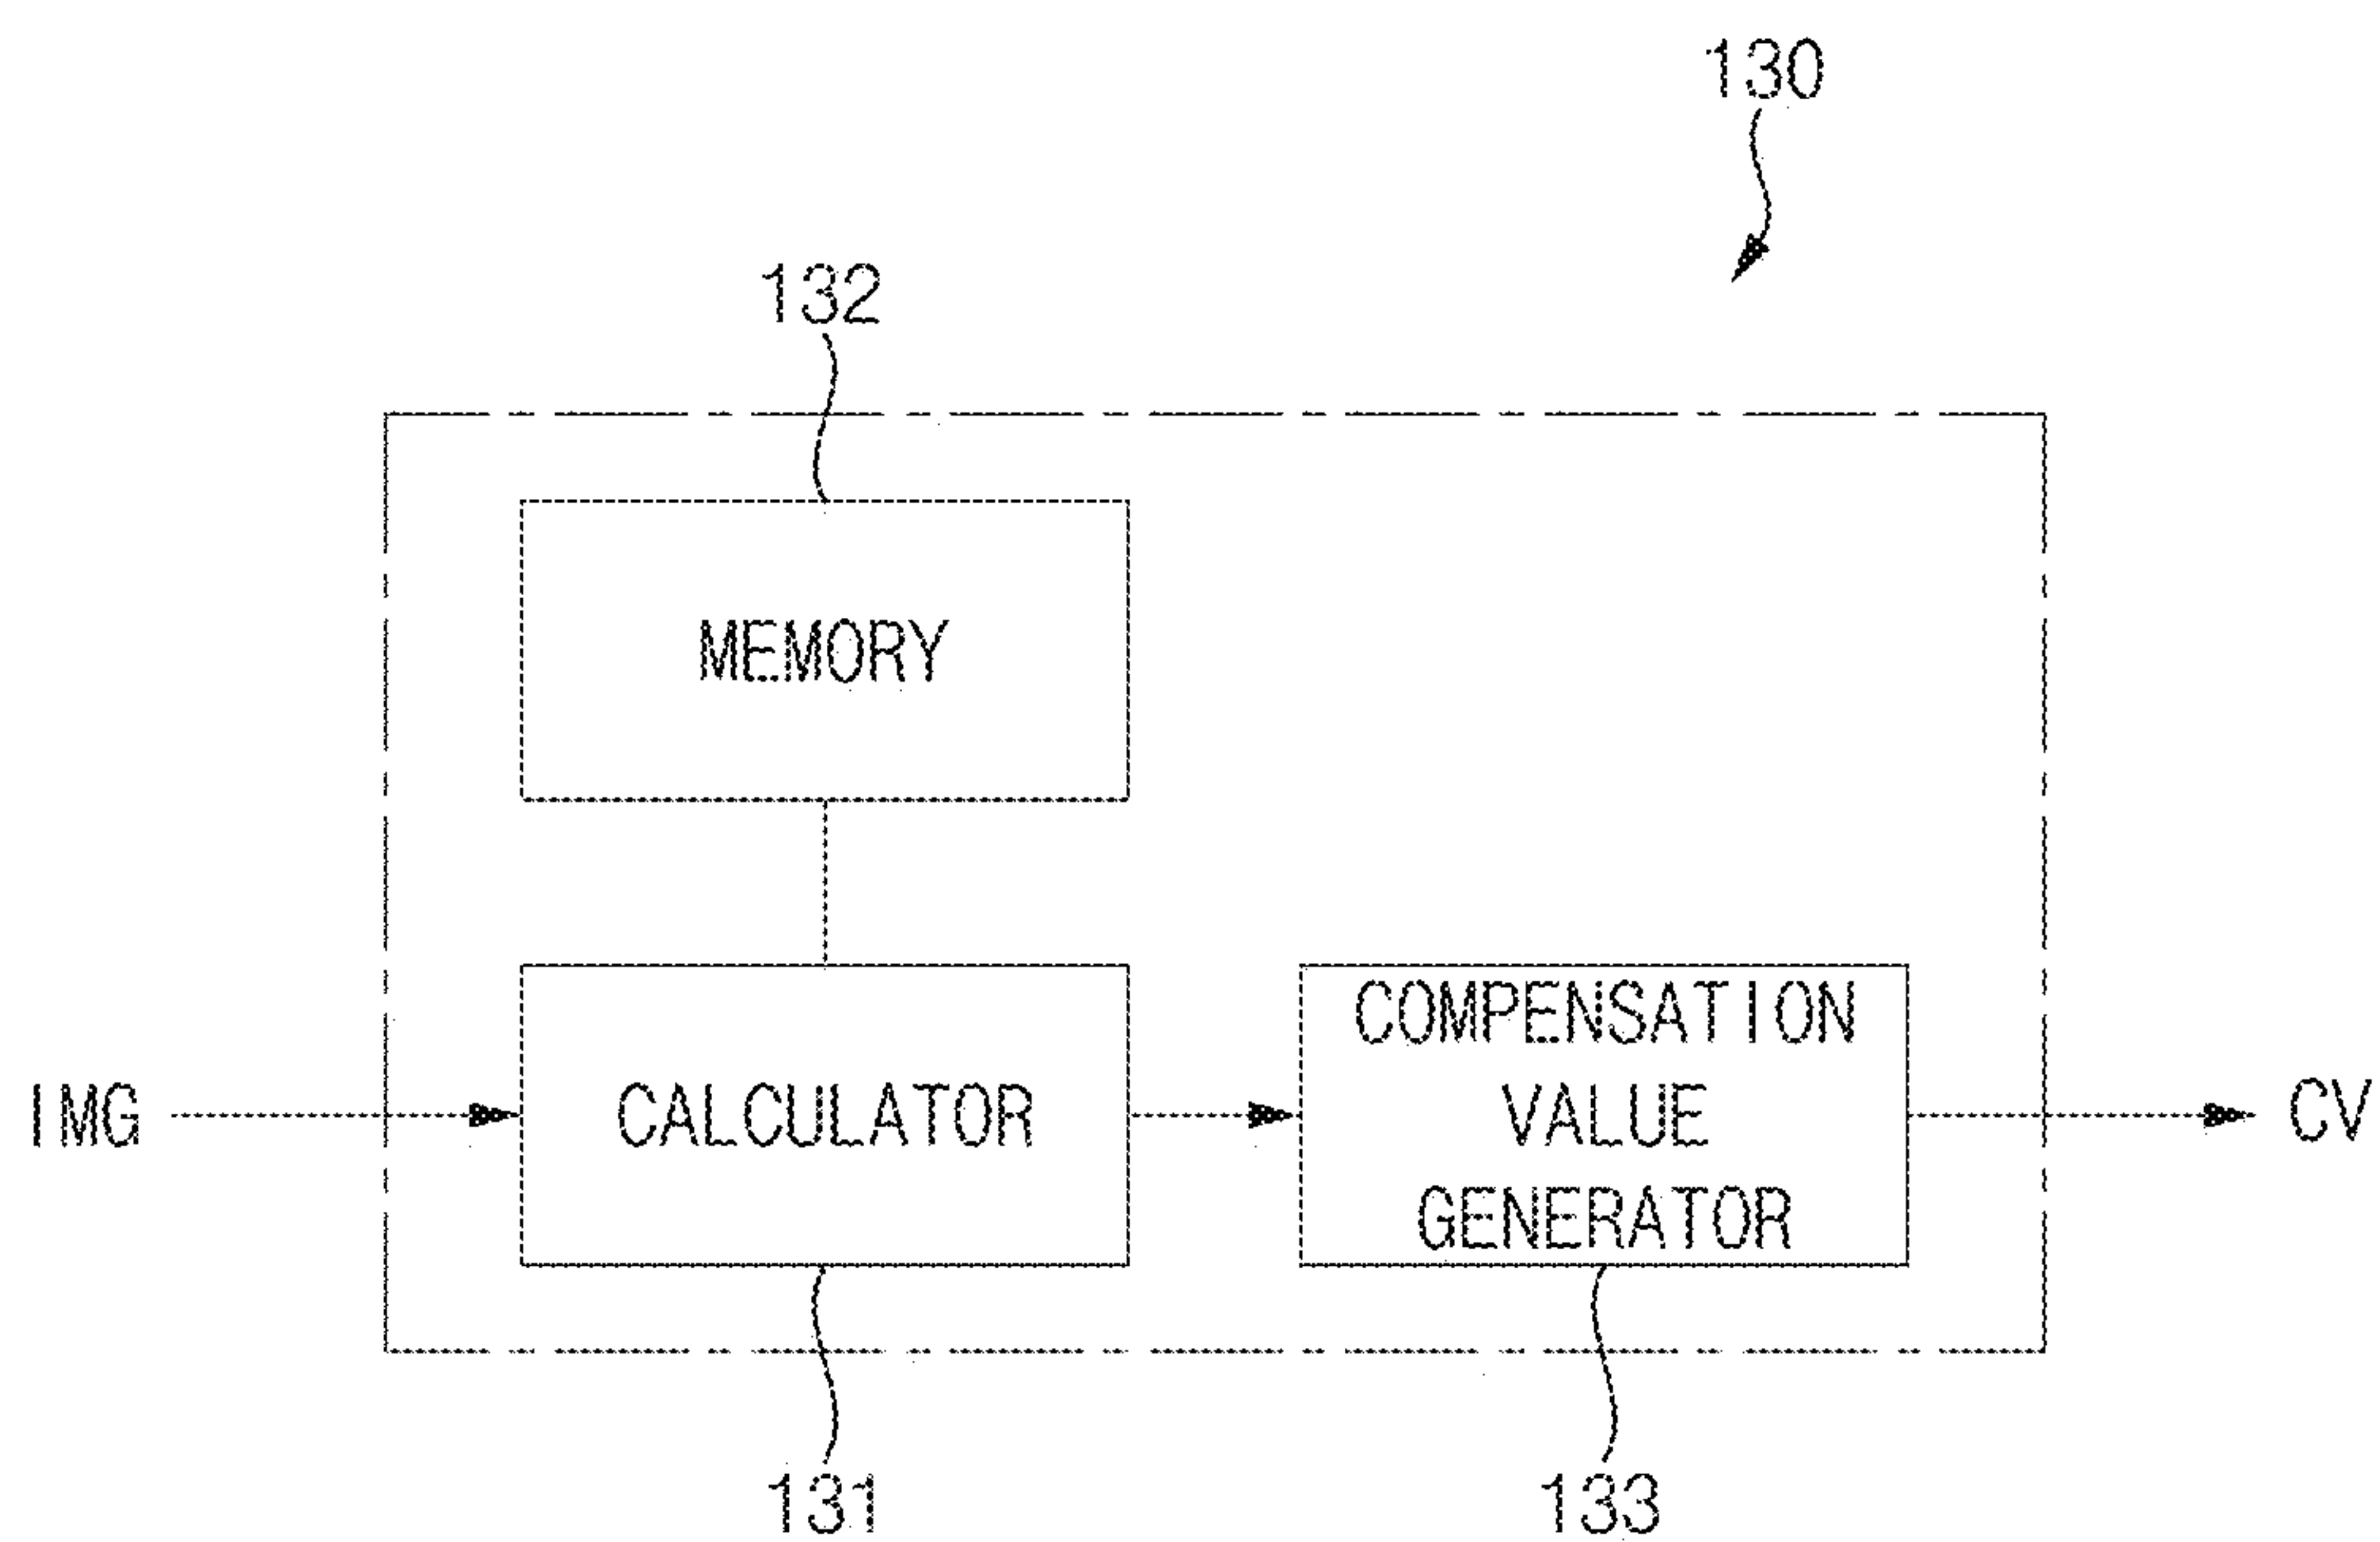 130
132
MEMORY
IMG
CALCULATOR
COMPENSATION
VALUE
GENERATOR
CV
131
133